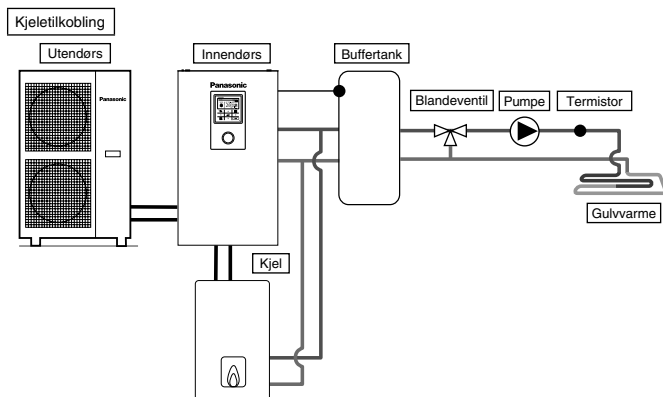 Kjeletilkobling
Utendørs
Innendørs
Buffertank
Blandeventil
Pumpe
Termistor
Panasonic
Panasonic
Gulvvarme
Kjel